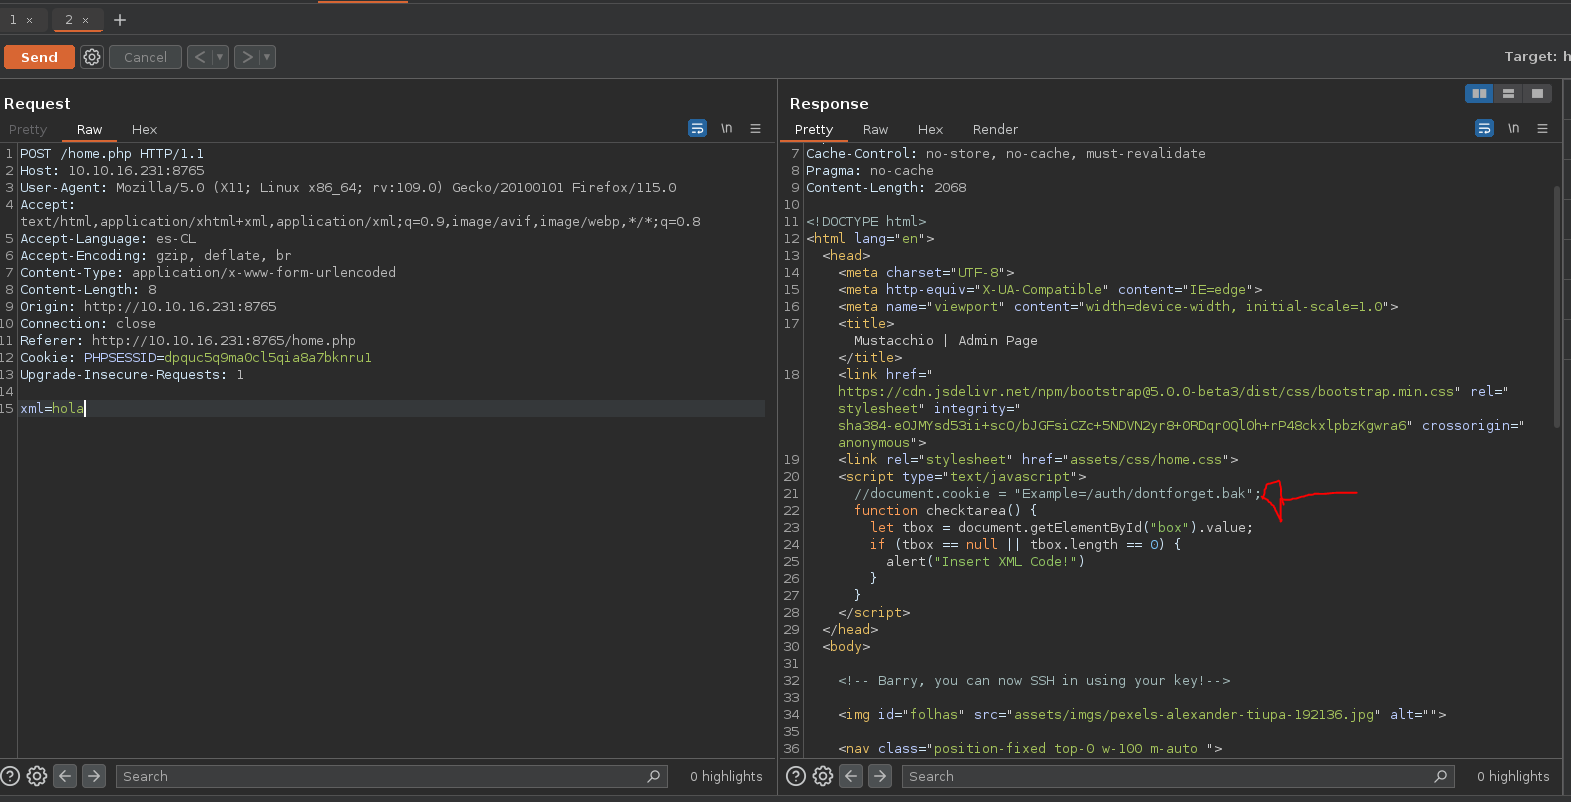 1 × 2 × +
Send Cancel < ▾ > ▾ Target: h
Request
Pretty Raw Hex \n
1 POST /home.php HTTP/1.1
2 Host: 10.10.16.231:8765
3 User-Agent: Mozilla/5.0 (X11; Linux x86_64; rv:109.0) Gecko/20100101 Firefox/115.0
4 Accept:
text/html,application/xhtml+xml,application/xml;q=0.9,image/avif,image/webp,*/*;q=0.8
5 Accept-Language: es-CL
6 Accept-Encoding: gzip, deflate, br
7 Content-Type: application/x-www-form-urlencoded
8 Content-Length: 8
9 Origin: http://10.10.16.231:8765
10 Connection: close
11 Referer: http://10.10.16.231:8765/home.php
12 Cookie: PHPSESSID=dpquc5q9ma0cl5qia8a7bknru1
13 Upgrade-Insecure-Requests: 1
14
15 xml=hola
? Search 0 highlights
Response
Pretty Raw Hex Render \n
7 Cache-Control: no-store, no-cache, must-revalidate
8 Pragma: no-cache
9 Content-Length: 2068
10
11 <!DOCTYPE html>
12 <html lang="en">
13 <head>
14 <meta charset="UTF-8">
15 <meta http-equiv="X-UA-Compatible" content="IE=edge">
16 <meta name="viewport" content="width=device-width, initial-scale=1.0">
17 <title>
Mustacchio | Admin Page
</title>
18 <link href="
https://cdn.jsdelivr.net/npm/bootstrap@5.0.0-beta3/dist/css/bootstrap.min.css" rel="
stylesheet" integrity="
sha384-eOJMYsd53ii+scO/bJGFsiCZc+5NDVN2yr8+0RDqr0Ql0h+rP48ckxlpbzKgwra6" crossorigin="
anonymous">
19 <link rel="stylesheet" href="assets/css/home.css">
20 <script type="text/javascript">
21 //document.cookie = "Example=/auth/dontforget.bak";
22 function checktarea() {
23 let tbox = document.getElementById("box").value;
24 if (tbox == null || tbox.length == 0) {
25 alert("Insert XML Code!")
26 }
27 }
28 </script>
29 </head>
30 <body>
31
32 <!-- Barry, you can now SSH in using your key!-->
33
34 <img id="folhas" src="assets/imgs/pexels-alexander-tiupa-192136.jpg" alt="">
35
36 <nav class="position-fixed top-0 w-100 m-auto ">
? Search 0 highlights